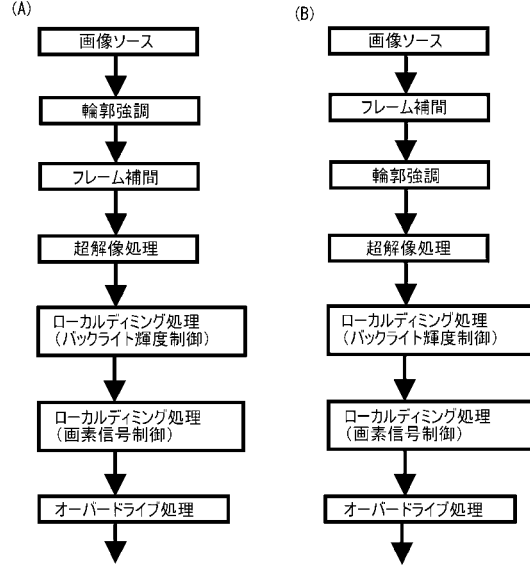 (A)
画像ソース
輪郭強調
フレーム補間
超解像処理
ローカルディミング処理
(バックライト輝度制御)
ローカルディミング処理
(画素信号制御)
オーバードライブ処理
(B)
画像ソース
フレーム補間
輪郭強調
超解像処理
ローカルディミング処理
(バックライト輝度制御)
ローカルディミング処理
(画素信号制御)
オーバードライブ処理